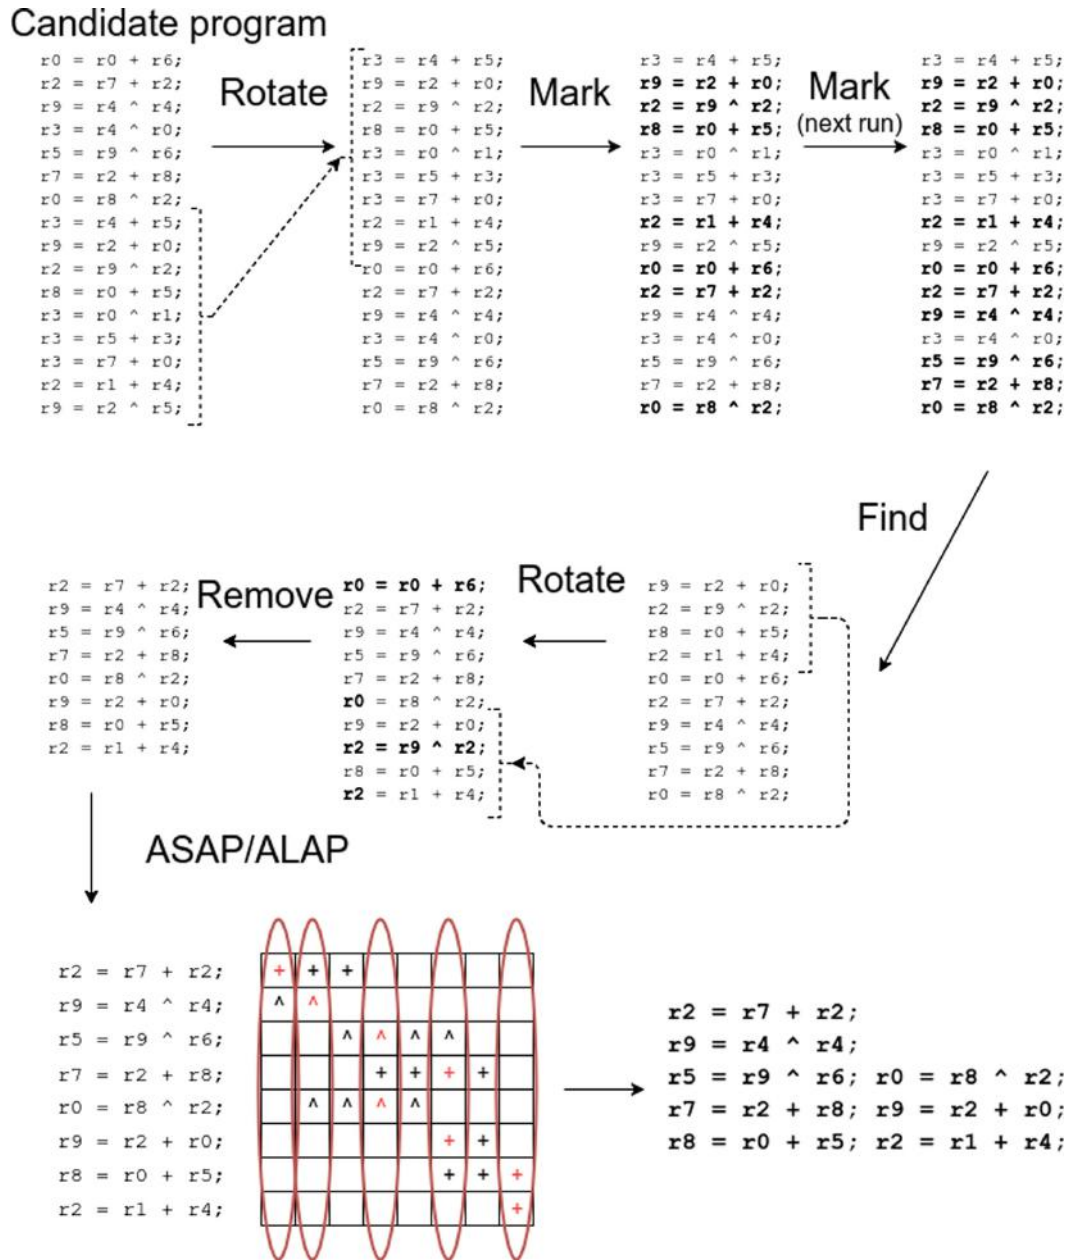 Candidate program
r0 = r0 + r6;
r2 = r7 + r2;
r9 = r4 ^ r4;
r3 = r4 ^ r0;
r5 = r9 ^ r6;
r7 = r2 + r8;
r0 = r8 ^ r2;
r3 = r4 + r5;
r9 = r2 + r0;
r2 = r9 ^ r2;
r8 = r0 + r5;
r3 = r0 ^ r1;
r3 = r5 + r3;
r3 = r7 + r0;
r2 = r1 + r4;
r9 = r2 ^ r5;
Rotate
r3 = r4 + r5;
r9 = r2 + r0;
r2 = r9 ^ r2;
r8 = r0 + r5;
r3 = r0 ^ r1;
r3 = r5 + r3;
r3 = r7 + r0;
r2 = r1 + r4;
r9 = r2 ^ r5;
r0 = r0 + r6;
r2 = r7 + r2;
r9 = r4 ^ r4;
r3 = r4 ^ r0;
r5 = r9 ^ r6;
r7 = r2 + r8;
r0 = r8 ^ r2;
Mark
r3 = r4 + r5;
r9 = r2 + r0;
r2 = r9 ^ r2;
r8 = r0 + r5;
r3 = r0 ^ r1;
r3 = r5 + r3;
r3 = r7 + r0;
r2 = r1 + r4;
r9 = r2 ^ r5;
r0 = r0 + r6;
r2 = r7 + r2;
r9 = r4 ^ r4;
r3 = r4 ^ r0;
r5 = r9 ^ r6;
r7 = r2 + r8;
r0 = r8 ^ r2;
Mark
(next run)
r3 = r4 + r5;
r9 = r2 + r0;
r2 = r9 ^ r2;
r8 = r0 + r5;
r3 = r0 ^ r1;
r3 = r5 + r3;
r3 = r7 + r0;
r2 = r1 + r4;
r9 = r2 ^ r5;
r0 = r0 + r6;
r2 = r7 + r2;
r9 = r4 ^ r4;
r3 = r4 ^ r0;
r5 = r9 ^ r6;
r7 = r2 + r8;
r0 = r8 ^ r2;
Find
r9 = r2 + r0;
r2 = r9 ^ r2;
r8 = r0 + r5;
r2 = r1 + r4;
r0 = r0 + r6;
r2 = r7 + r2;
r9 = r4 ^ r4;
r5 = r9 ^ r6;
r7 = r2 + r8;
r0 = r8 ^ r2;
Rotate
r0 = r0 + r6;
r2 = r7 + r2;
r9 = r4 ^ r4;
r5 = r9 ^ r6;
r7 = r2 + r8;
r0 = r8 ^ r2;
r9 = r2 + r0;
r2 = r9 ^ r2;
r8 = r0 + r5;
r2 = r1 + r4;
Remove
r2 = r7 + r2;
r9 = r4 ^ r4;
r5 = r9 ^ r6;
r7 = r2 + r8;
r0 = r8 ^ r2;
r9 = r2 + r0;
r8 = r0 + r5;
r2 = r1 + r4;
ASAP/ALAP
r2 = r7 + r2; + + +
r9 = r4 ^ r4; ^ ^
r5 = r9 ^ r6; ^ ^ ^ ^
r7 = r2 + r8; + + + +
r0 = r8 ^ r2; ^ ^ ^ ^
r9 = r2 + r0; + +
r8 = r0 + r5; + + +
r2 = r1 + r4; +
r2 = r7 + r2;
r9 = r4 ^ r4;
r5 = r9 ^ r6; r0 = r8 ^ r2;
r7 = r2 + r8; r9 = r2 + r0;
r8 = r0 + r5; r2 = r1 + r4;